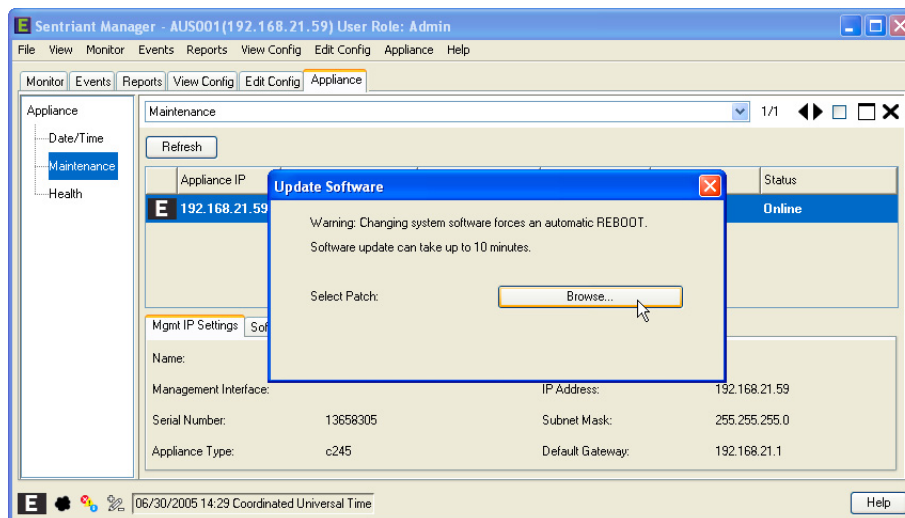 E Sentriant Manager - AUS001(192.168.21.59) User Role: Admin
File View Monitor Events Reports View Config Edit Config Appliance Help
Monitor Events Reports View Config Edit Config Appliance
Appliance
Date/Time
Maintenance
Health
Maintenance 1/1
Refresh
Appliance IP Status
E 192.168.21.59 Online
Update Software
Warning: Changing system software forces an automatic REBOOT.
Software update can take up to 10 minutes.
Select Patch: Browse...
Mgmt IP Settings
Name:
Management Interface: IP Address: 192.168.21.59
Serial Number: 13658305 Subnet Mask: 255.255.255.0
Appliance Type: c245 Default Gateway: 192.168.21.1
E 06/30/2005 14:29 Coordinated Universal Time Help